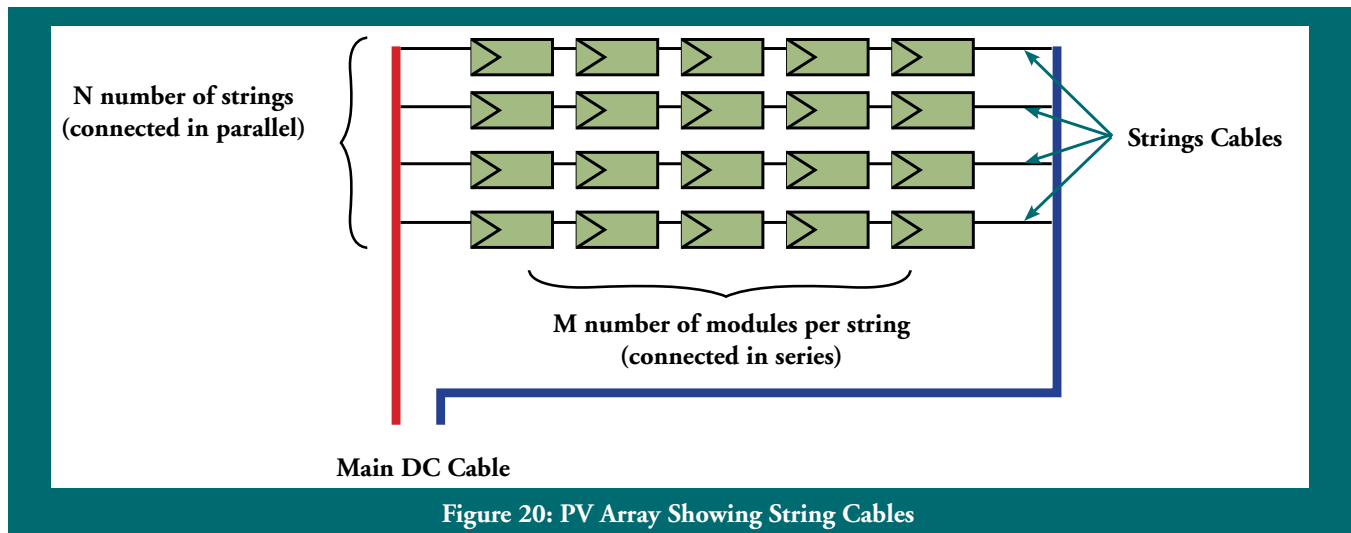 N number of strings
(connected in parallel)
Strings Cables
M number of modules per string
(connected in series)
Main DC Cable
Figure 20: PV Array Showing String Cables